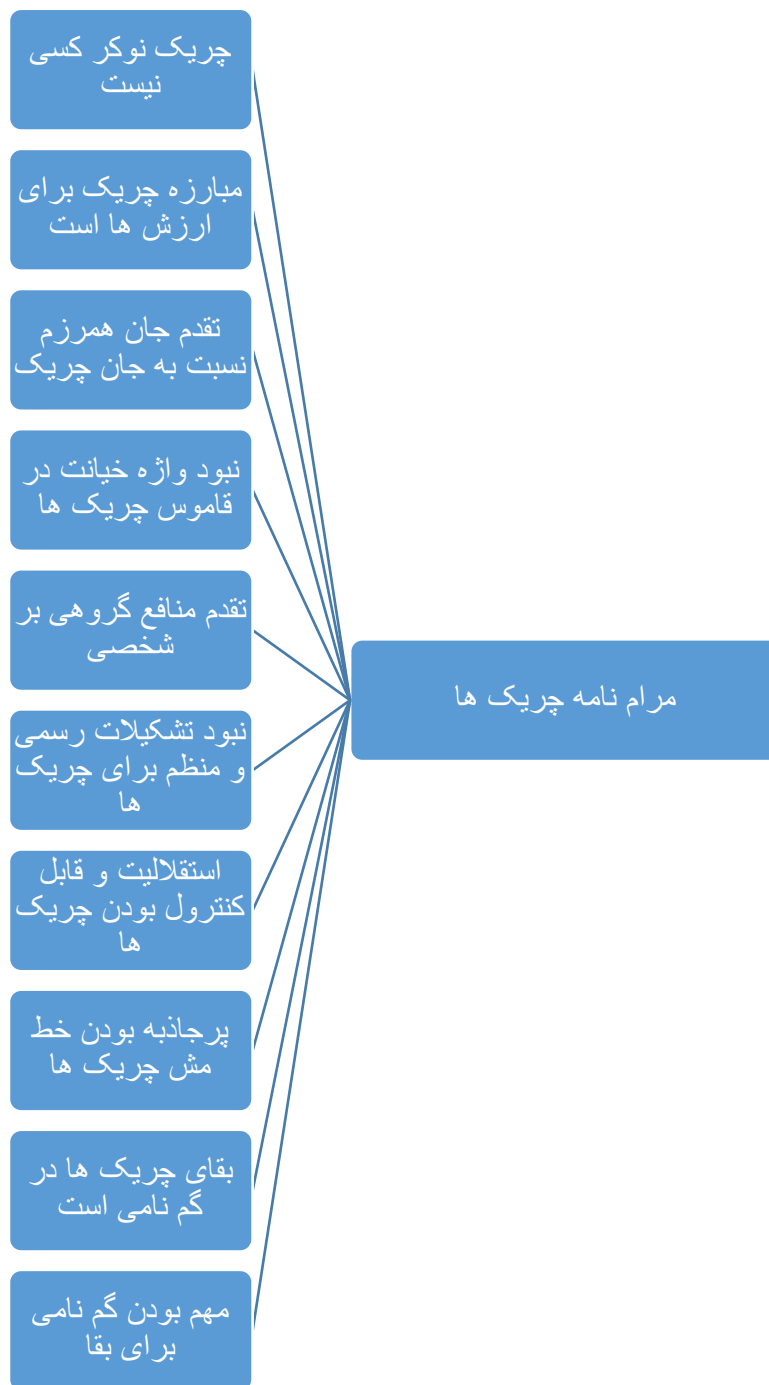 مرام نامه چریک ها
چریک نوکر کسی
نیست
مبارزه چریک برای
ارزش ها است
تقدم جان همرزم
نسبت به جان چریک
نبود واژه خیانت در
قاموس چریک ها
تقدم منافع گروهی بر
شخصی
نبود تشکیلات رسمی
و منظم برای چریک
ها
استقلالیت و قابل
کنترول بودن چریک
ها
پرجاذبه بودن خط
مش چریک ها
بقای چریک ها در
گم نامی است
مهم بودن گم نامی
برای بقا